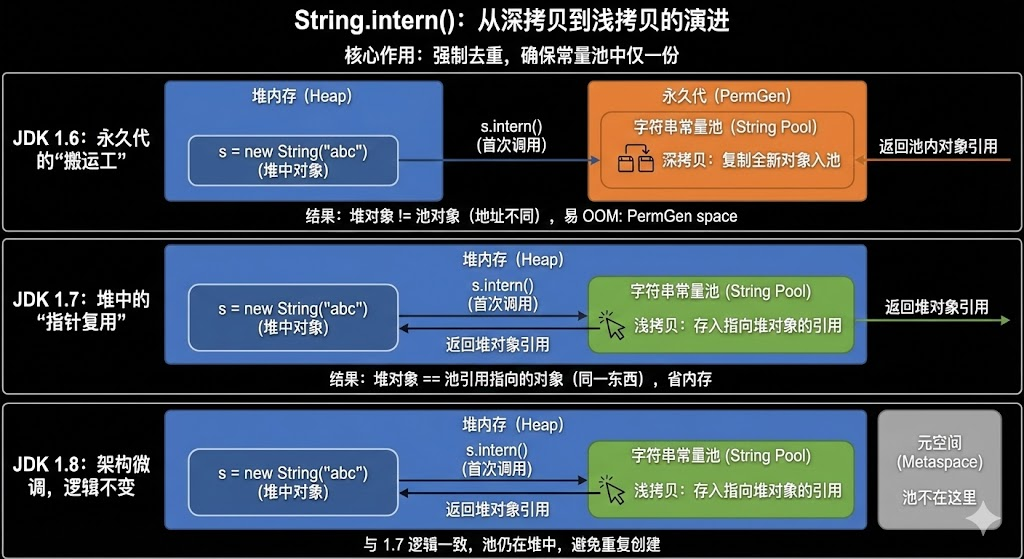 String.intern()：从深拷贝到浅拷贝的演进
核心作用：强制去重，确保常量池中仅一份
JDK 1.6：永久代
的“搬运工”
堆内存（Heap）
s = new String("abc")
(堆中对象)
s.intern()
(首次调用)
永久代（PermGen）
字符串常量池（String Pool）
深拷贝：复制全新对象入池
返回池内对象引用
结果：堆对象 != 池对象（地址不同），易 OOM: PermGen space
JDK 1.7：堆中的
“指针复用”
堆内存（Heap）
s = new String("abc")
(堆中对象)
s.intern()
(首次调用)
返回堆对象引用
字符串常量池（String Pool）
浅拷贝：存入指向堆对象的引用
返回堆对象引用
结果：堆对象 == 池引用指向的对象（同一东西），省内存
JDK 1.8：架构微
调，逻辑不变
堆内存（Heap）
s = new String("abc")
(堆中对象)
s.intern()
(首次调用)
返回堆对象引用
字符串常量池 (String Pool)
浅拷贝：存入指向堆对象的引用
元空间
(Metaspace)
池不在这里
与 1.7 逻辑一致，池仍在堆中，避免重复创建